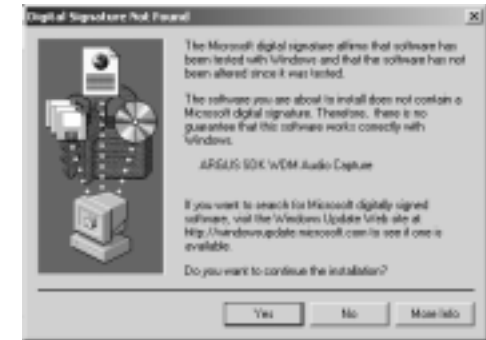 Digital Signature Not Found
The Microsoft digital signature affirms that software has
been tested with Windows and that the software has not
been altered since it was tested.
The software you are about to install does not contain a
Microsoft digital signature. Therefore, there is no
guarantee that this software works correctly with
Windows.
ARGUS SDK WDM Audio Capture
If you want to search for Microsoft digitally signed
software, visit the Windows Update Web site at
http://windowsupdate.microsoft.com to see if one is
available.
Do you want to continue the installation?
Yes
No
More Info